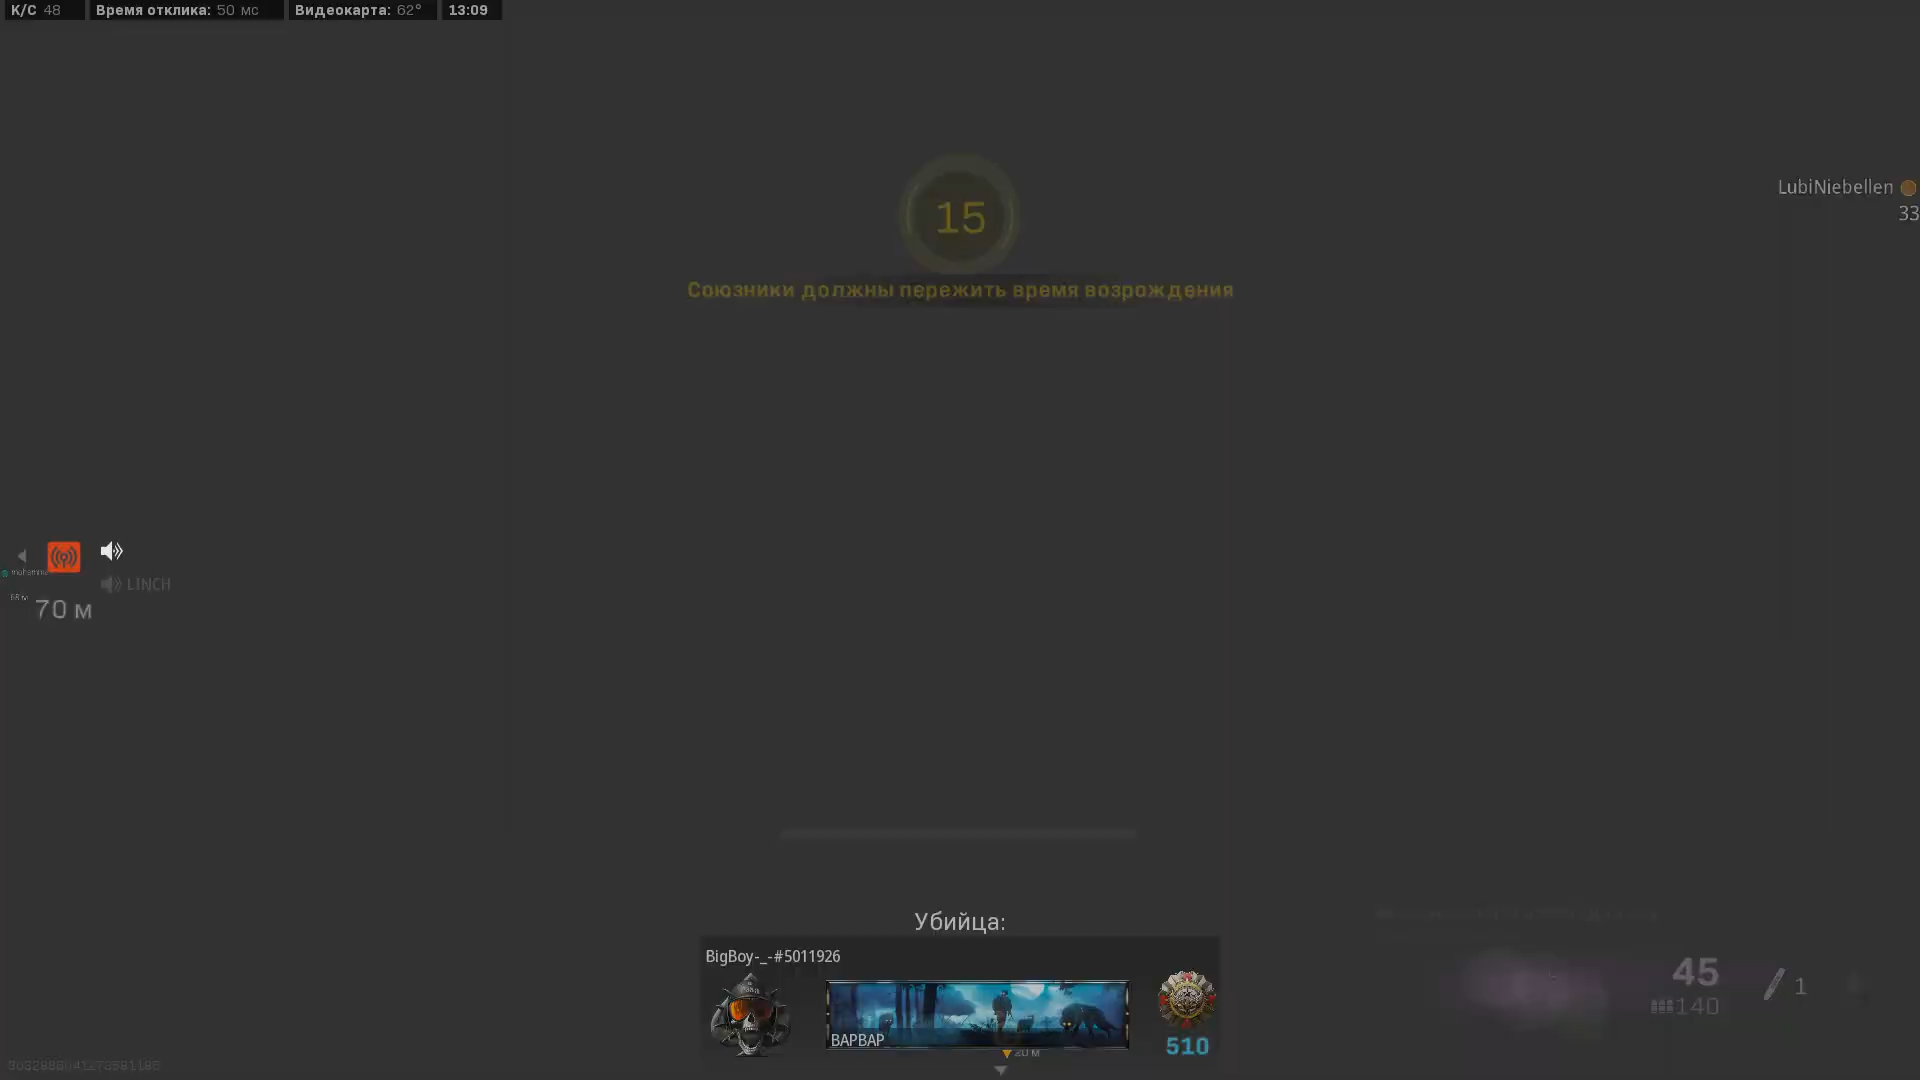 K/C 48 Время отклика: 50 мс Видеокарта: 62° 13:09
15
Союзники должны пережить время возрождения
LubiNiebellen
33
LINCH
70 м
Убийца:
BigBoy-_-#5011926
ВАРВАР
20 м
510
45
140
1